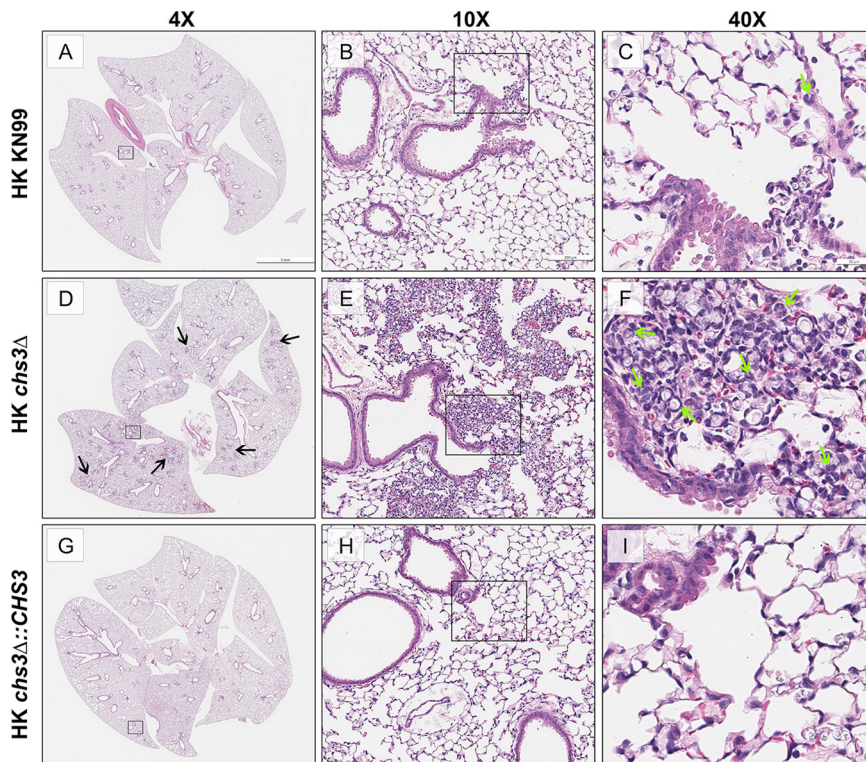 4X 10X 40X
HK KN99
A B C
HK chs3Δ
D E F
HK chs3Δ::CHS3
G H I